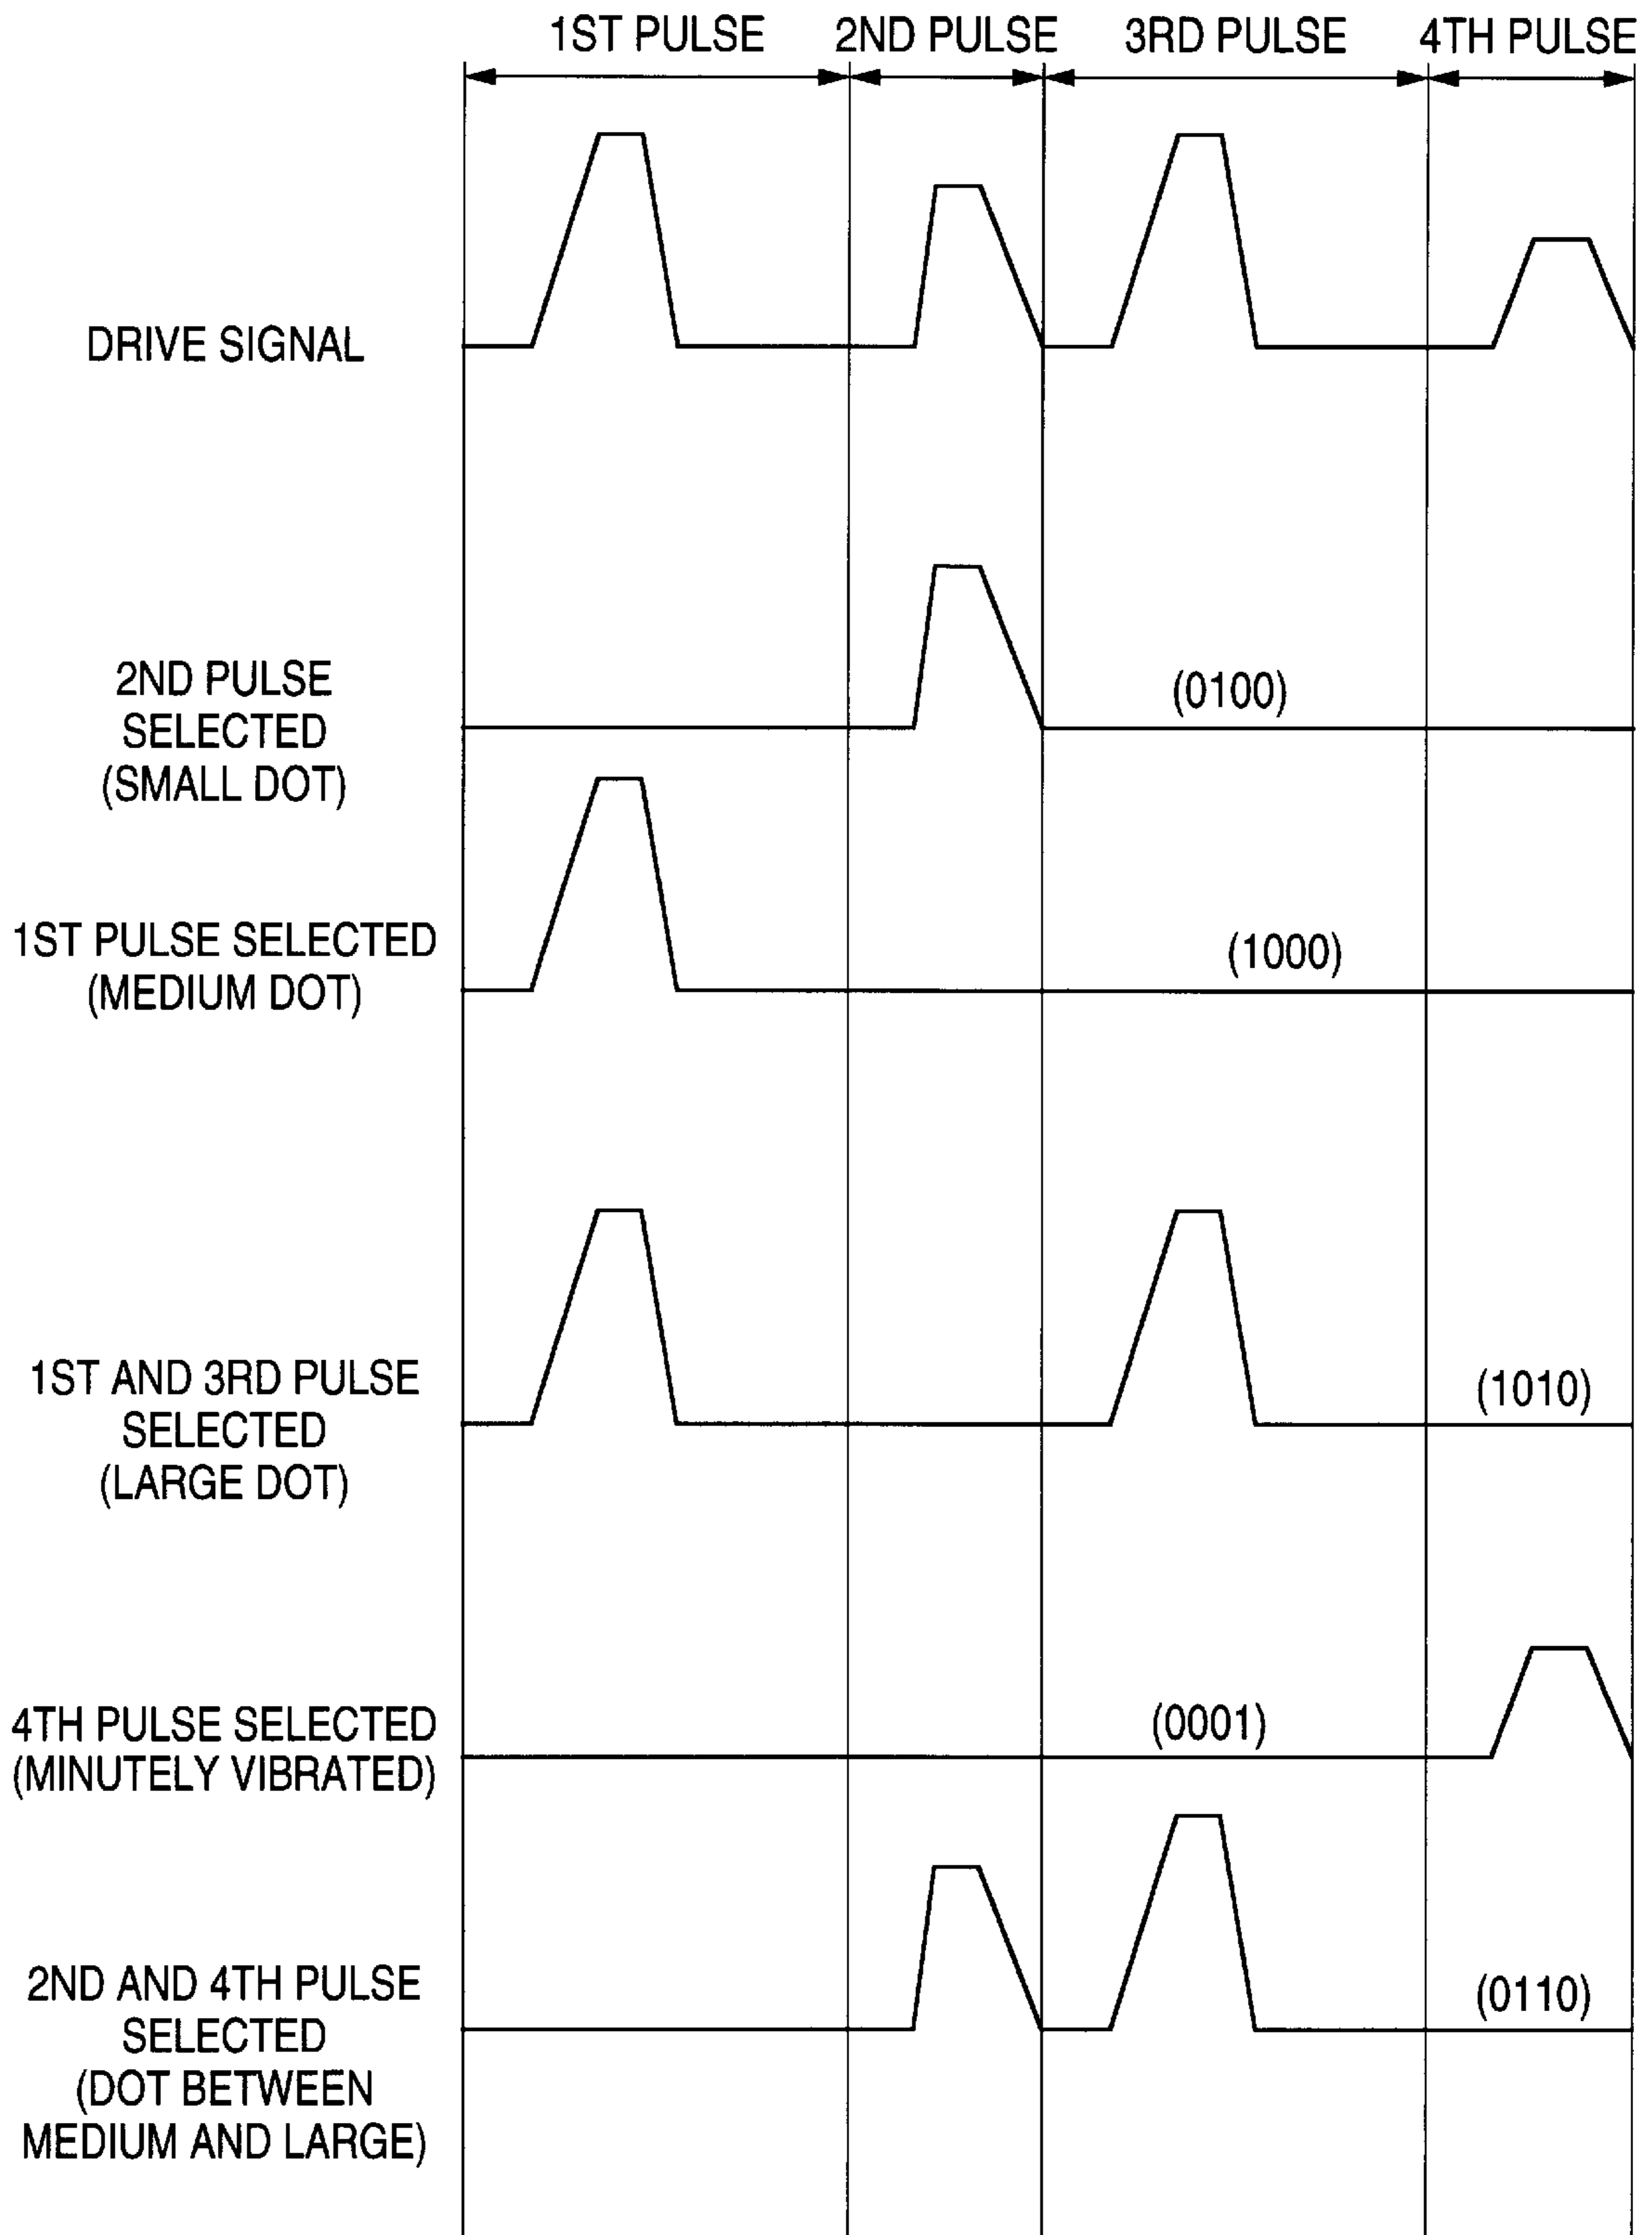 1ST PULSE 2ND PULSE 3RD PULSE 4TH PULSE
DRIVE SIGNAL
2ND PULSE
SELECTED
(SMALL DOT)
(0100)
1ST PULSE SELECTED
(MEDIUM DOT)
(1000)
1ST AND 3RD PULSE
SELECTED
(LARGE DOT)
(1010)
4TH PULSE SELECTED
(MINUTELY VIBRATED)
(0001)
2ND AND 4TH PULSE
SELECTED
(DOT BETWEEN
MEDIUM AND LARGE)
(0110)